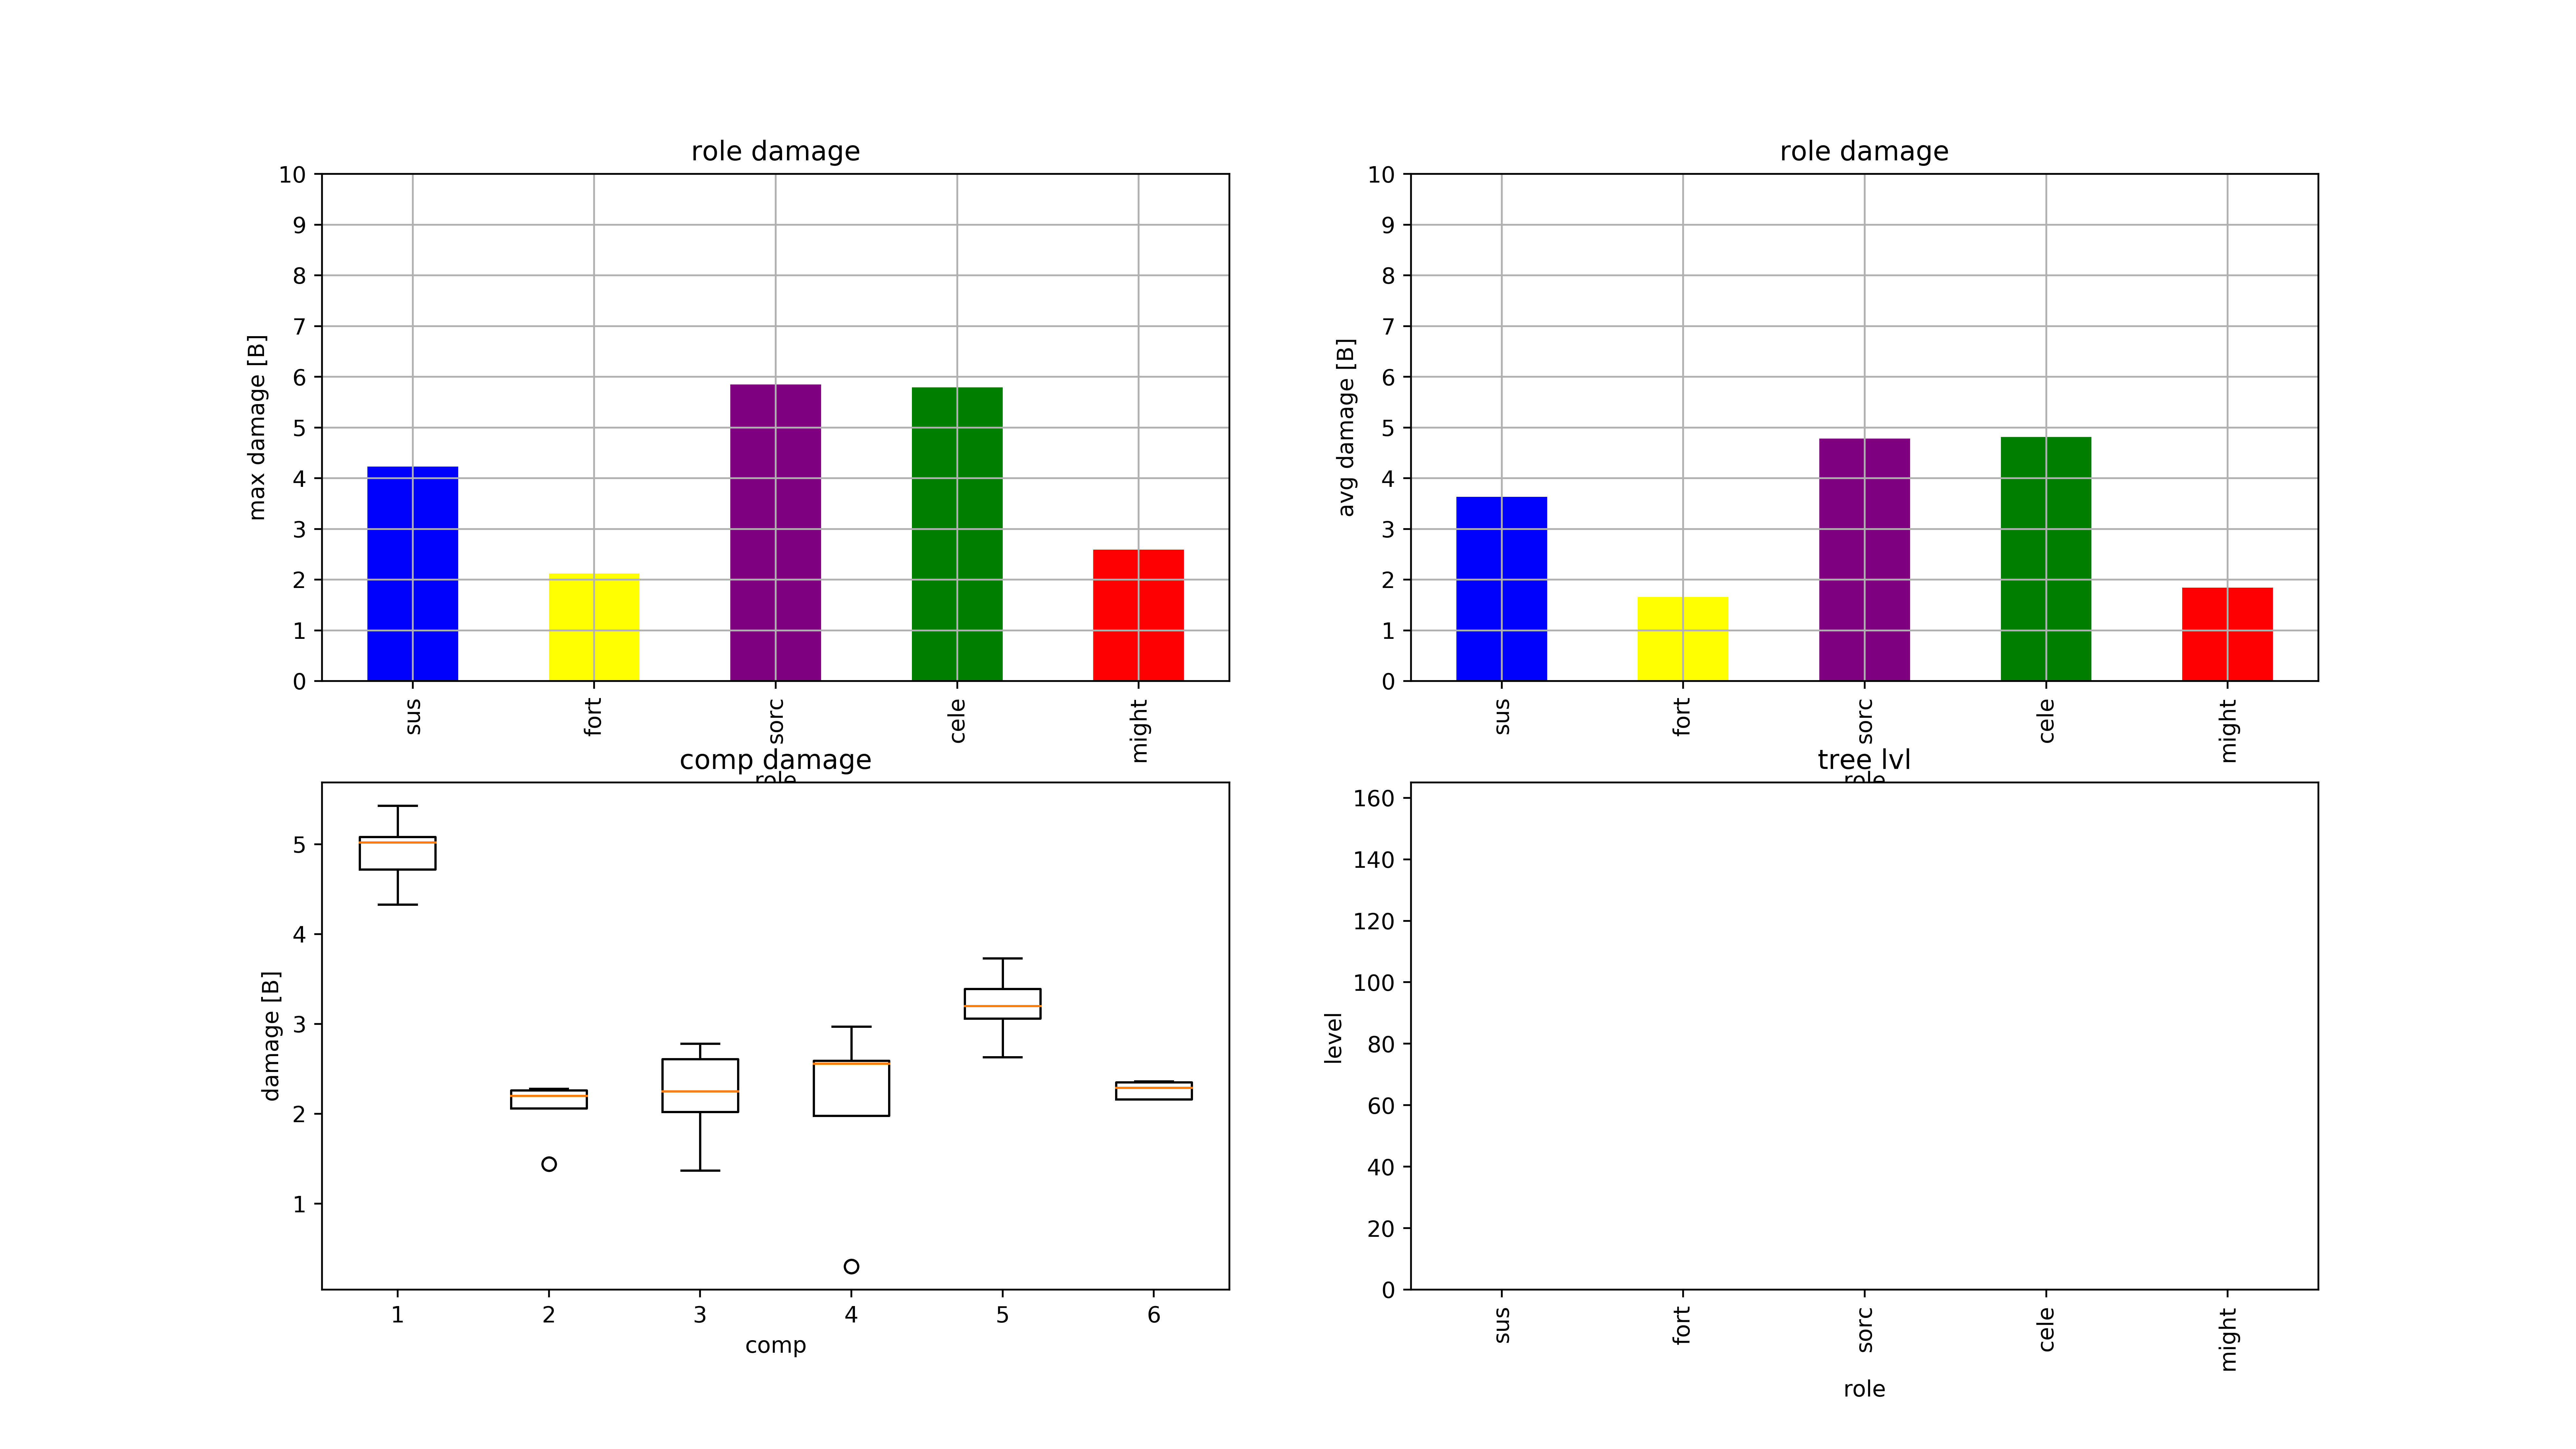 role damage
10
9
8
7
6
5
4
3
2
1
0
max damage [B]
sus
fort
sorc
cele
might
role
role damage
10
9
8
7
6
5
4
3
2
1
0
avg damage [B]
sus
fort
sorc
cele
might
role
comp damage
5
4
3
2
1
damage [B]
1 2 3 4 5 6
comp
tree lvl
160
140
120
100
80
60
40
20
0
level
sus
fort
sorc
cele
might
role